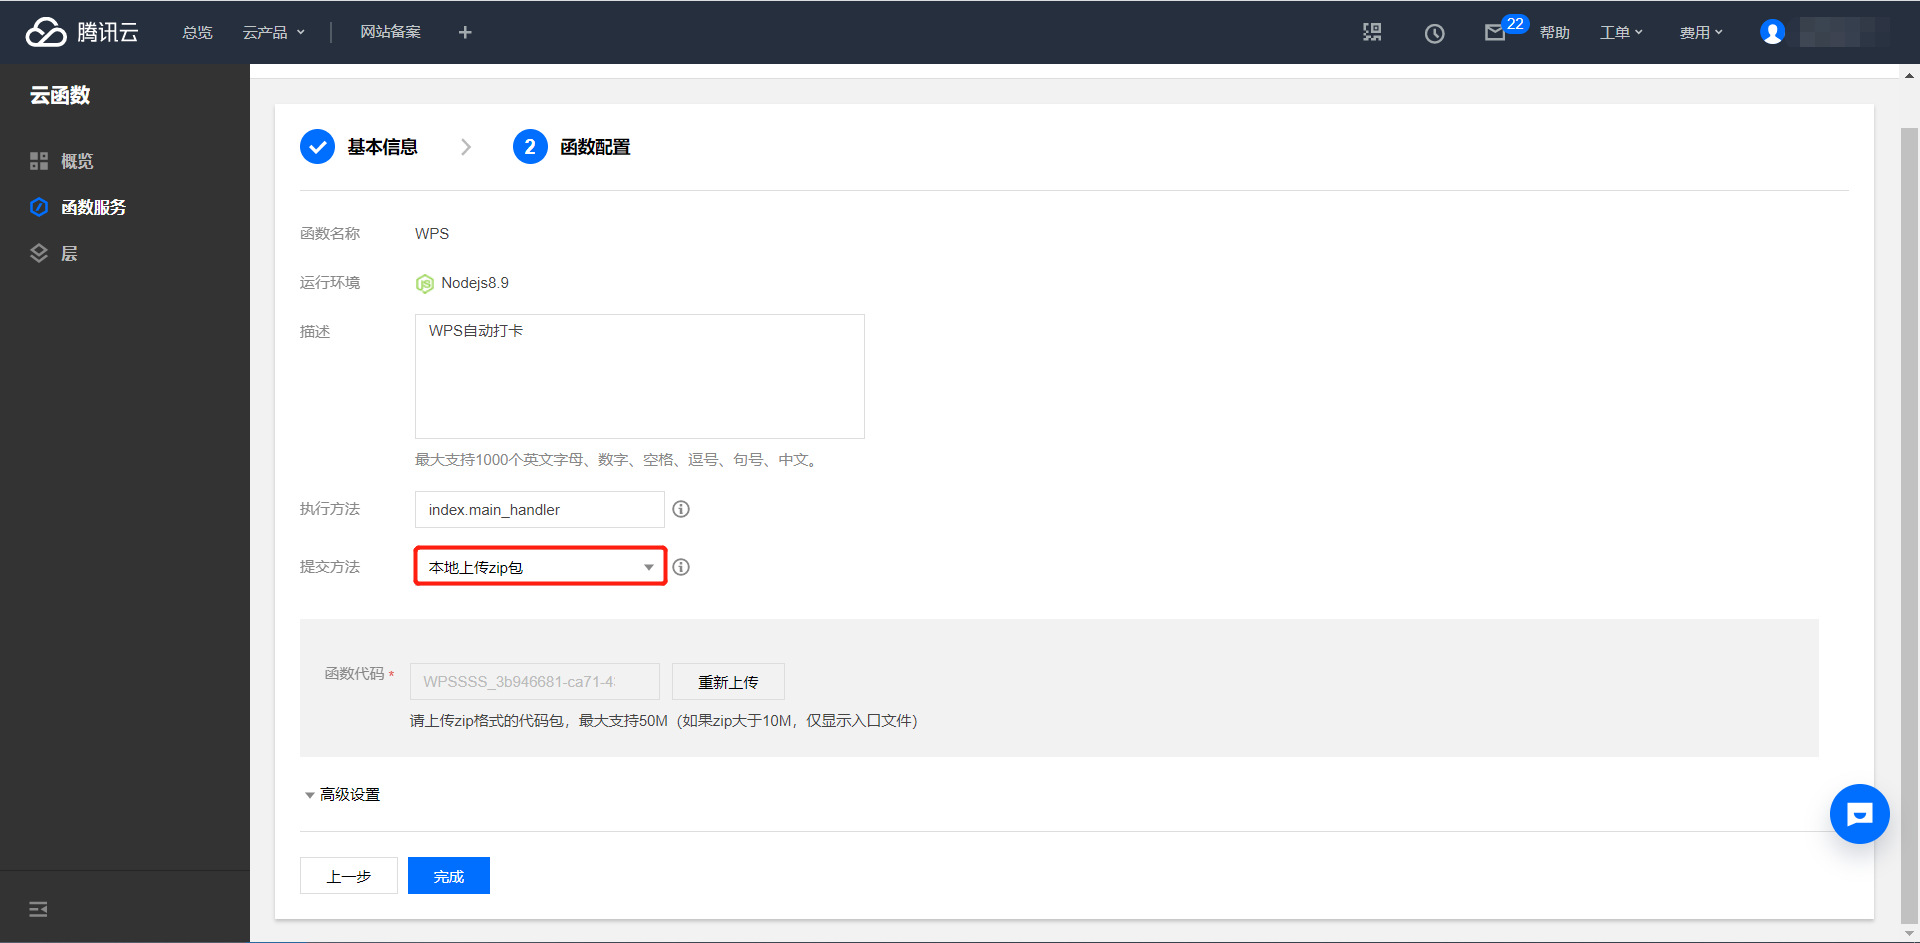 腾讯云 总览 云产品 网站备案 + 22 帮助 工单 费用
云函数
概览
函数服务
层
基本信息 2 函数配置
函数名称 WPS
运行环境 Nodejs8.9
描述 WPS自动打卡
最大支持1000个英文字母、数字、空格、逗号、句号、中文。
执行方法 index.main_handler
提交方法 本地上传zip包
函数代码 * WPSSSS_3b946681-ca71-4 重新上传
请上传zip格式的代码包，最大支持50M（如果zip大于10M，仅显示入口文件）
高级设置
上一步 完成